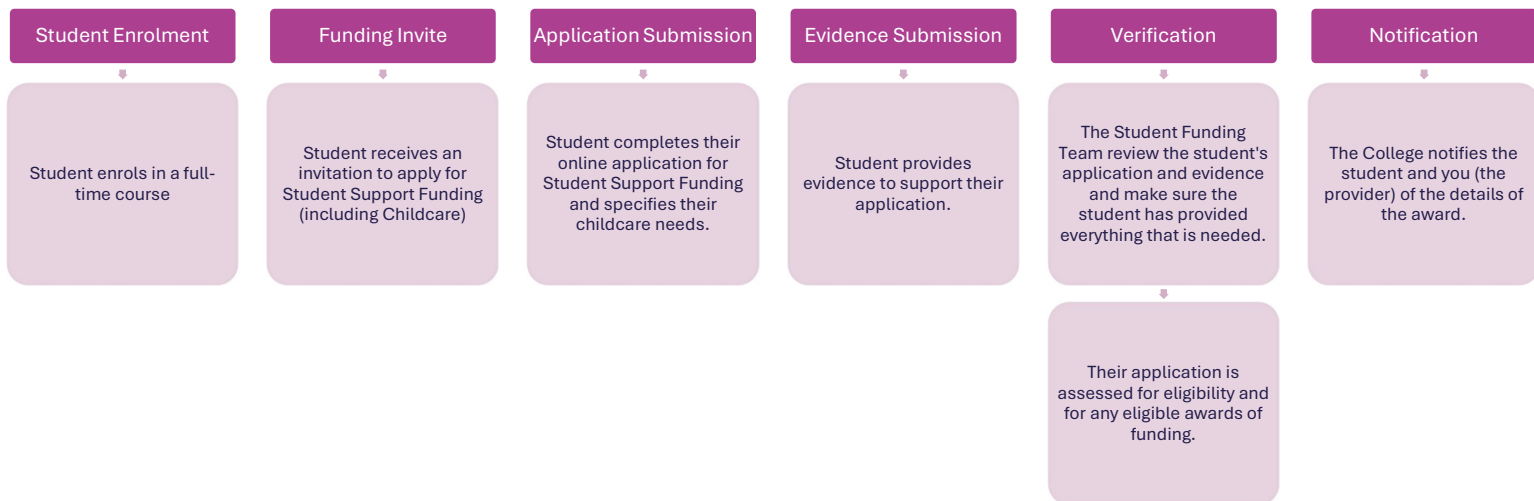 Student Enrolment
Student enrols in a full-
time course
Funding Invite
Student receives an
invitation to apply for
Student Support Funding
(including Childcare)
Application Submission
Student completes their
online application for
Student Support Funding
and specifies their
childcare needs.
Evidence Submission
Student provides
evidence to support their
application.
Verification
The Student Funding
Team review the student's
application and evidence
and make sure the
student has provided
everything that is needed.
Their application is
assessed for eligibility and
for any eligible awards of
funding.
Notification
The College notifies the
student and you (the
provider) of the details of
the award.